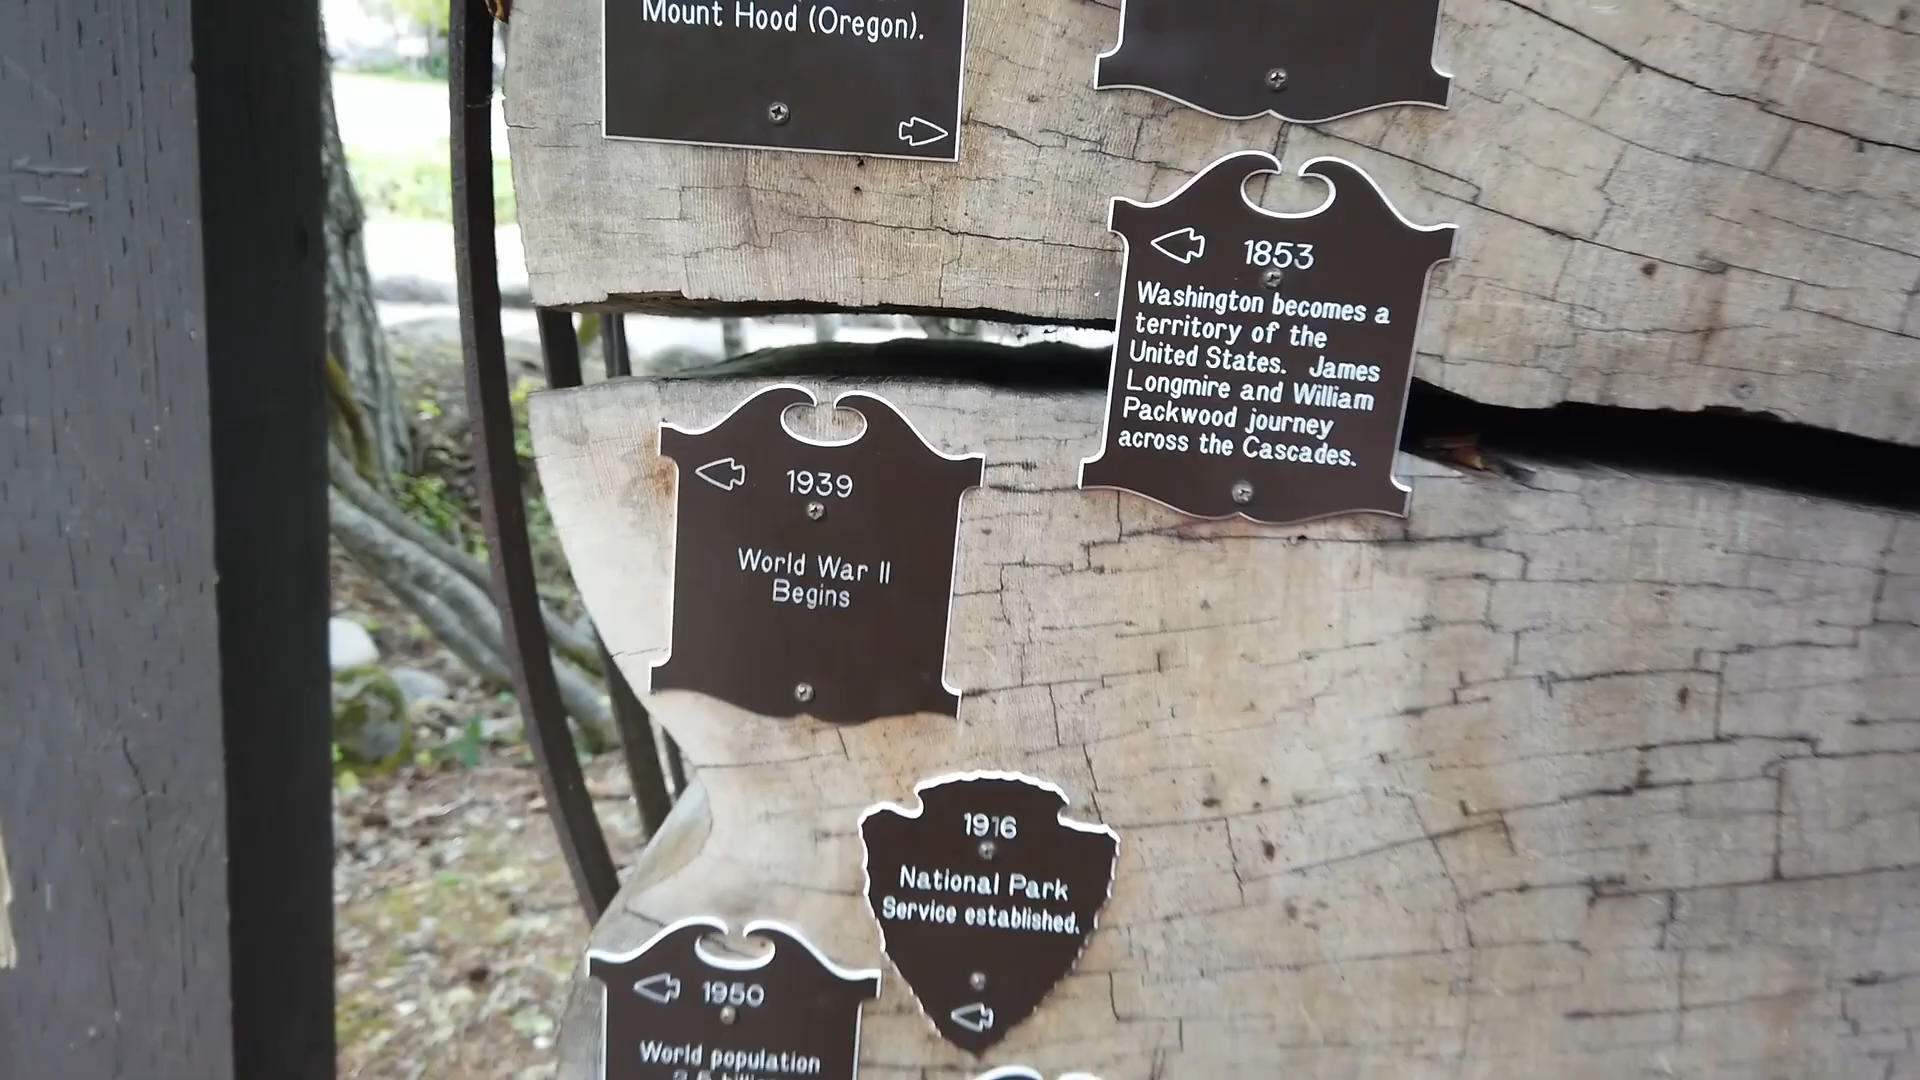 Mount Hood (Oregon).
1853
Washington becomes a
territory of the
United States. James
Longmire and William
Packwood journey
across the Cascades.
1939
World War II
Begins
1916
National Park
Service established.
1950
World population